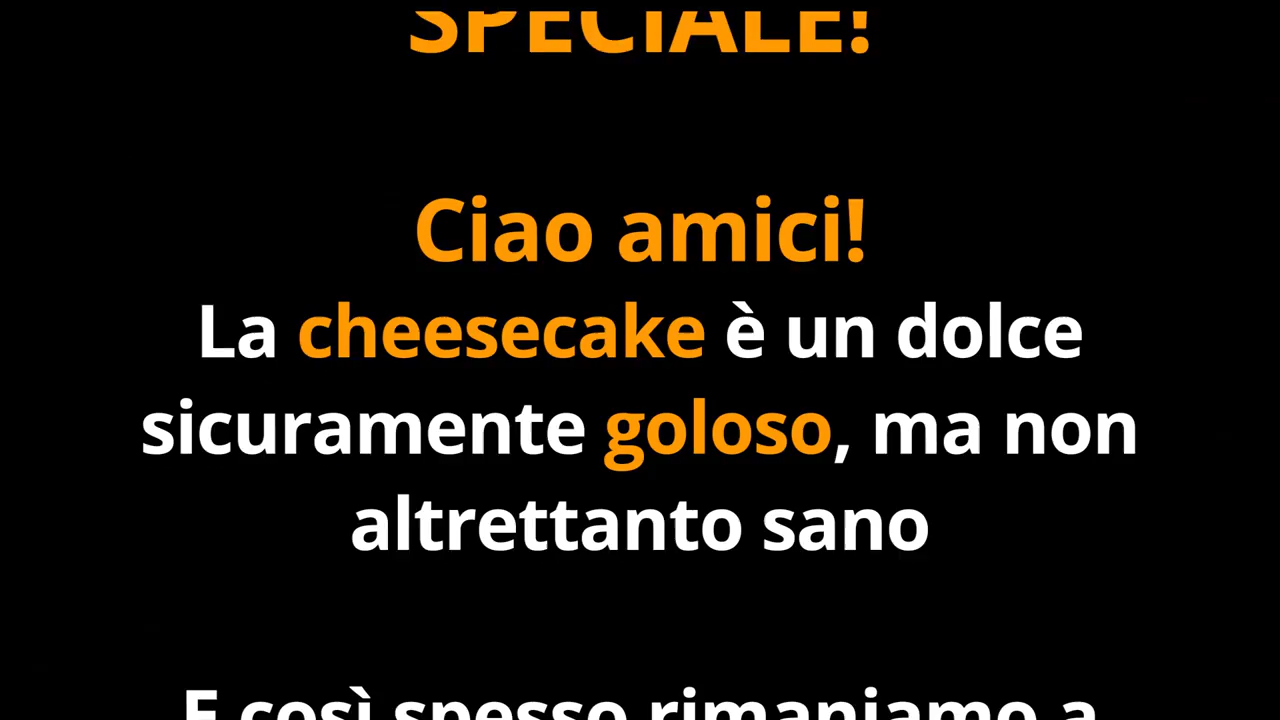 SPECIALE!
Ciao amici!
La cheesecake è un dolce
sicuramente goloso, ma non
altrettanto sano
E così spesso rimaniamo a